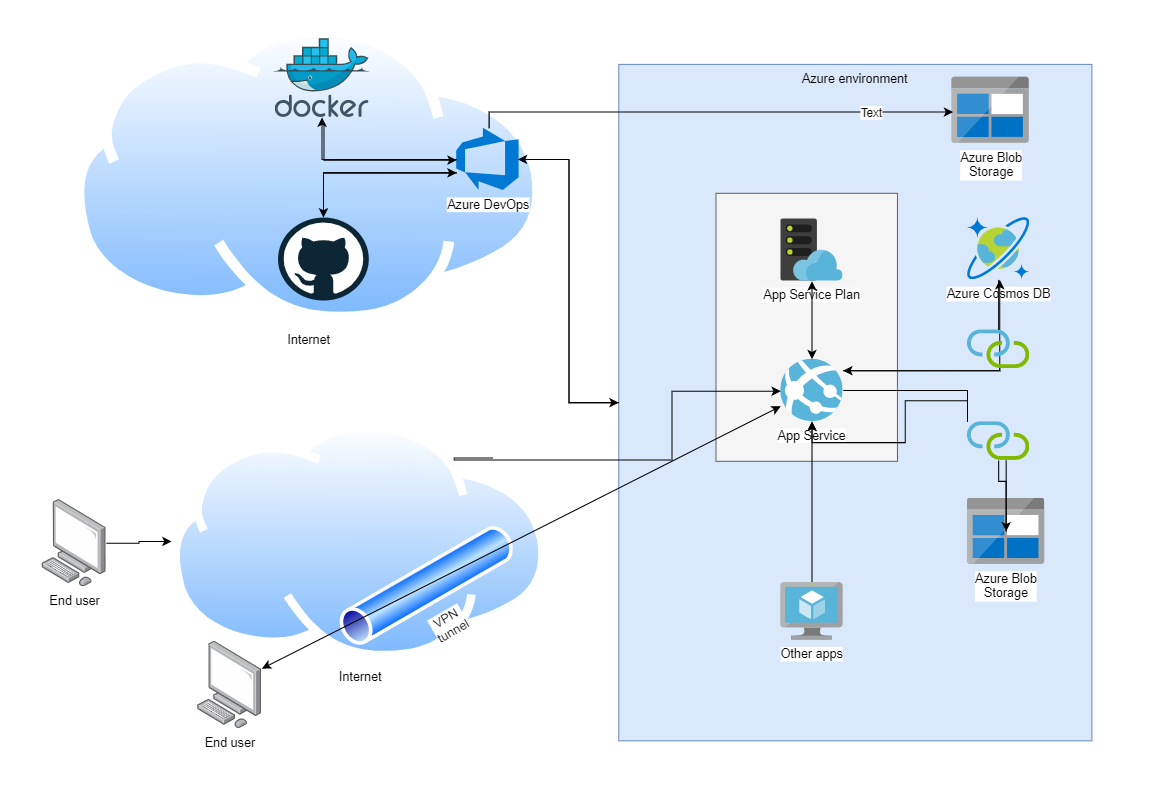 docker
Azure environment
Text
Azure Blob
Storage
Azure DevOps
App Service Plan
Azure Cosmos DB
Internet
App Service
Azure Blob
Storage
End user
VPN
tunnel
Other apps
Internet
End user